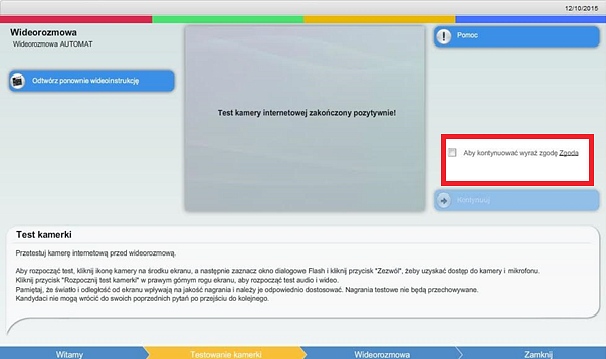 12/10/2015
Wideorozmowa
Wideorozmowa AUTOMAT
Odtwórz ponownie wideoinstrukcję
Test kamery internetowej zakończony pozytywnie!
Pomoc
Aby kontynuować wyraź zgodę Zgoda
Kontynuuj
Test kamerki
Przetestuj kamerę internetową przed wideorozmową.
Aby rozpocząć test, kliknij ikonę kamery na środku ekranu, a następnie zaznacz okno dialogowe Flash i kliknij przycisk "Zezwól", żeby uzyskać dostęp do kamery i mikrofonu.
Kliknij przycisk "Rozpocznij test kamerki" w prawym górnym rogu ekranu, aby rozpocząć test audio i wideo.
Pamiętaj, że światło i odległość od ekranu wpływają na jakość nagrania i należy je odpowiednio dostosować. Nagrania testowe nie będą przechowywane.
Kandydaci nie mogą wrócić do swoich poprzednich pytań po przejściu do kolejnego.
Witamy
Testowanie kamerki
Wideorozmowa
Zamknij